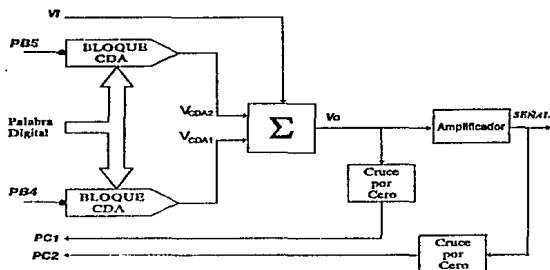 VI
PB5
BLOQUE
CDA
Palabra
Digital
VCDA2
VCDA1
Σ
Vo
Amplificador
SEÑAL
Cruce
por
Cero
PB4
BLOQUE
CDA
PC1
PC2
Cruce
por
Cero